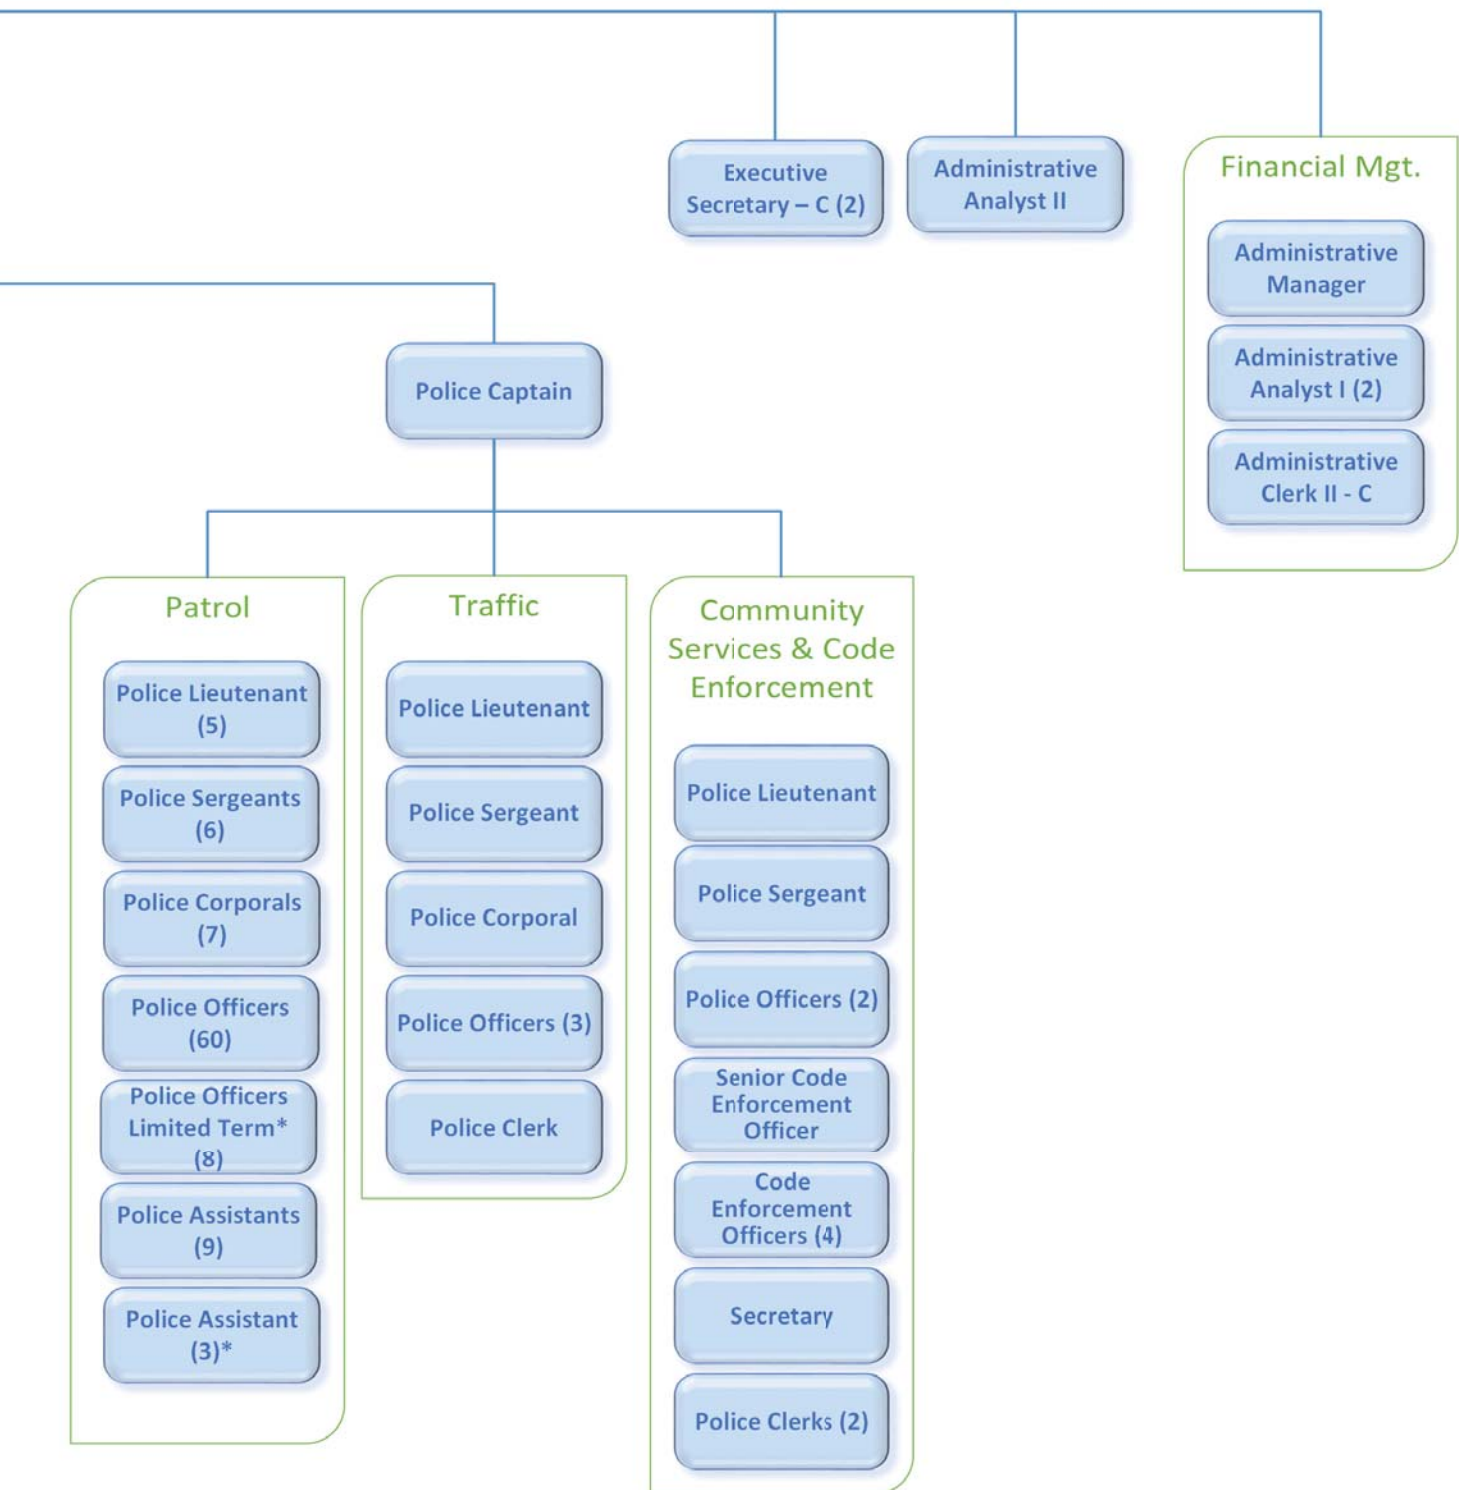 Executive
Secretary – C (2)
Administrative
Analyst II
Financial Mgt.
Administrative
Manager
Administrative
Analyst I (2)
Administrative
Clerk II - C
Police Captain
Patrol
Police Lieutenant
(5)
Police Sergeants
(6)
Police Corporals
(7)
Police Officers
(60)
Police Officers
Limited Term*
(8)
Police Assistants
(9)
Police Assistant
(3)*
Traffic
Police Lieutenant
Police Sergeant
Police Corporal
Police Officers (3)
Police Clerk
Community
Services & Code
Enforcement
Police Lieutenant
Police Sergeant
Police Officers (2)
Senior Code
Enforcement
Officer
Code
Enforcement
Officers (4)
Secretary
Police Clerks (2)